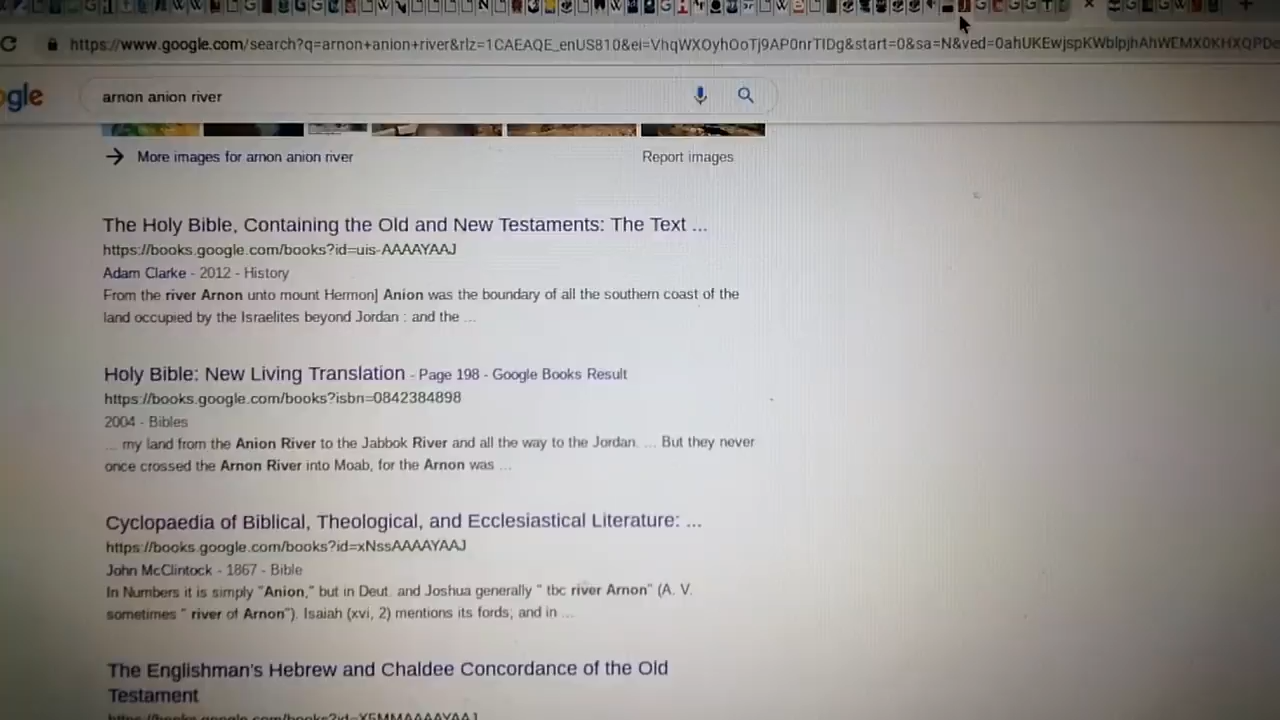 https://www.google.com/search?q=arnon+anion+river&rlz=1CAEAQE_enUS810&ei=VhqWXOyhOoTj9AP0nrTIDg&start=0&sa=N&ved=0ahUKEwjspKWblpjhAhWEMX0KHXQPDe
gle
arnon anion river
More images for arnon anion river
Report images
The Holy Bible, Containing the Old and New Testaments: The Text ...
https://books.google.com/books?id=uis-AAAAYAAJ
Adam Clarke - 2012 - History
From the river Arnon unto mount Hermon] Anion was the boundary of all the southern coast of the
land occupied by the Israelites beyond Jordan : and the ...
Holy Bible: New Living Translation - Page 198 - Google Books Result
https://books.google.com/books?isbn=0842384898
2004 - Bibles
... my land from the Anion River to the Jabbok River and all the way to the Jordan. ... But they never
once crossed the Arnon River into Moab, for the Arnon was ...
Cyclopaedia of Biblical, Theological, and Ecclesiastical Literature: ...
https://books.google.com/books?id=xNssAAAAYAAJ
John McClintock - 1867 - Bible
In Numbers it is simply "Anion," but in Deut. and Joshua generally " tbc river Arnon" (A. V.
sometimes " river of Arnon"). Isaiah (xvi, 2) mentions its fords; and in ...
The Englishman's Hebrew and Chaldee Concordance of the Old
Testament
https://books.google.com/books?id=X5MMAAAAYAAJ